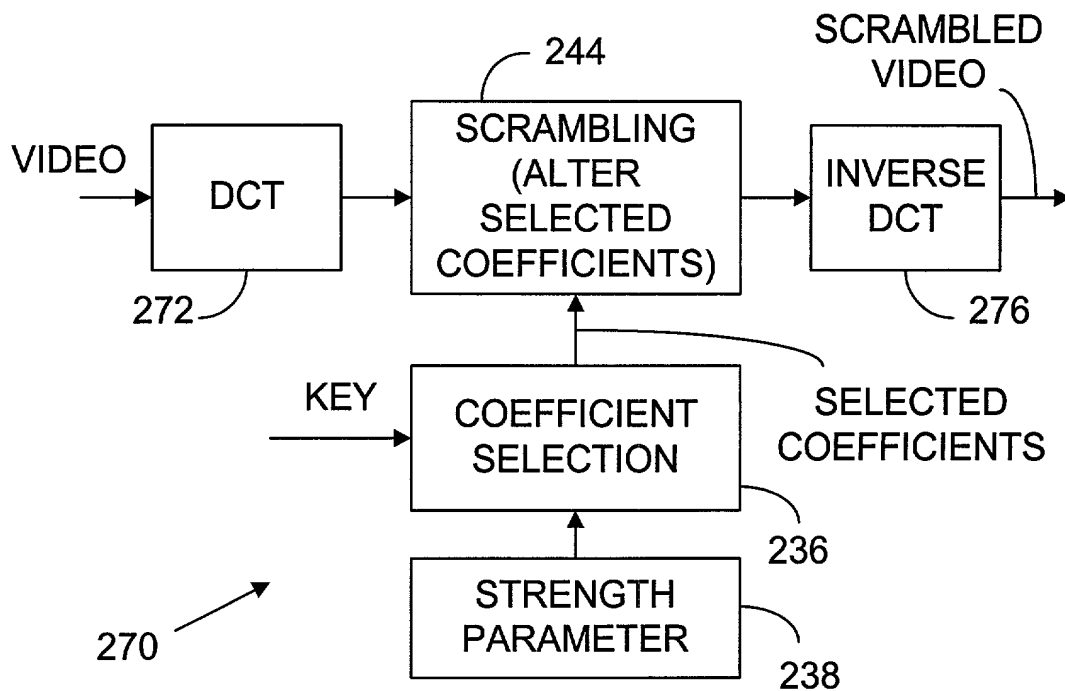 SCRAMBLED
VIDEO
244
VIDEO
DCT
SCRAMBLING
(ALTER
SELECTED
COEFFICIENTS)
INVERSE
DCT
272
276
KEY
COEFFICIENT
SELECTION
SELECTED
COEFFICIENTS
236
STRENGTH
PARAMETER
270
238